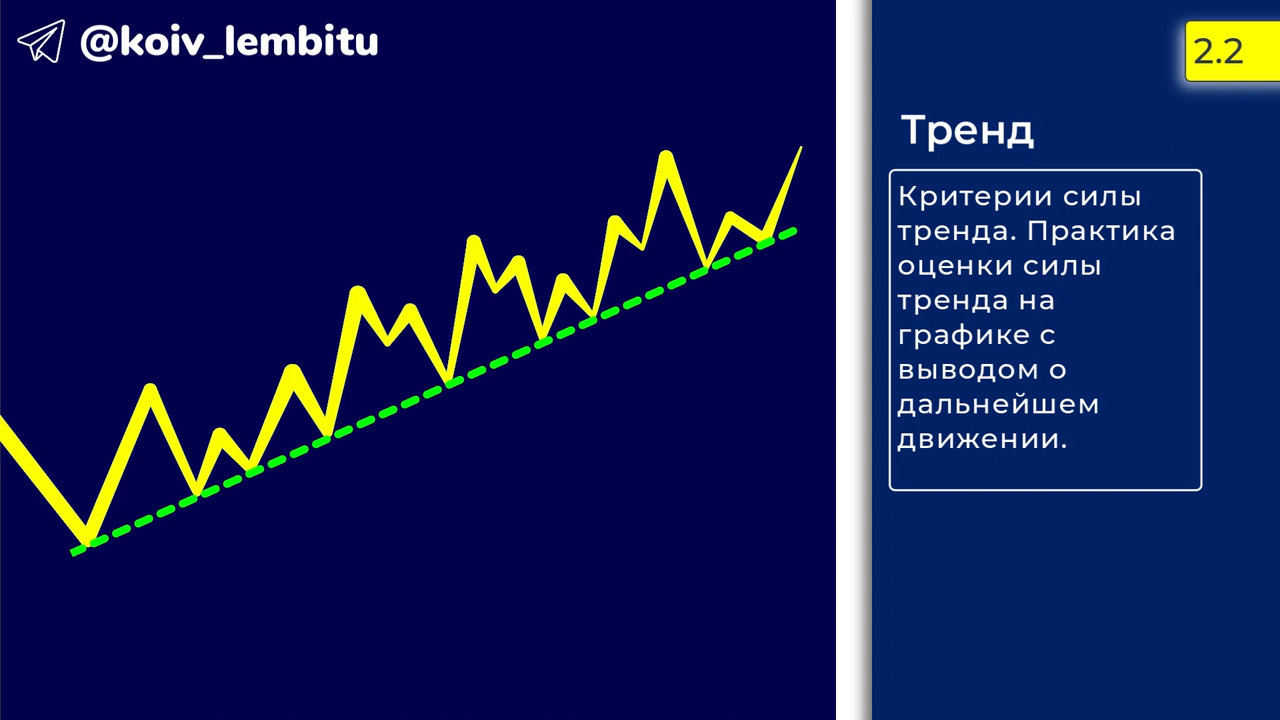 @koiv_lembitu
2.2
Тренд
Критерии силы
тренда. Практика
оценки силы
тренда на
графике с
выводом о
дальнейшем
движении.